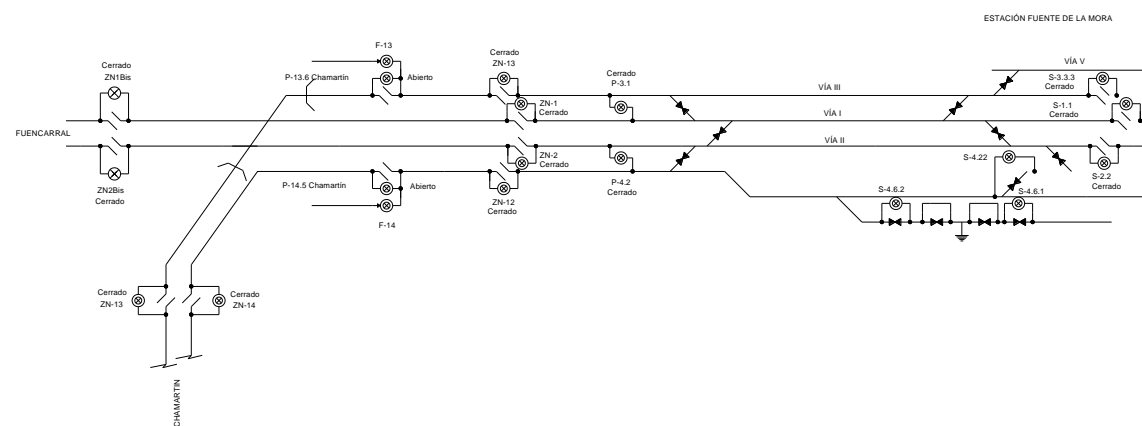 ESTACIÓN FUENTE DE LA MORA
F-13
Cerrado
ZN-13
Cerrado
ZN1Bis
P-13.6 Chamartín
Abierto
Cerrado
P-3.1
VÍA V
S-3.3.3
Cerrado
VÍA III
ZN-1
Cerrado
S-1.1
Cerrado
VÍA I
FUENCARRAL
VÍA II
ZN-2
Cerrado
S-4.22
S-2.2
Cerrado
ZN2Bis
Cerrado
P-14.5 Chamartín
Abierto
ZN-12
Cerrado
P-4.2
Cerrado
S-4.6.2
S-4.6.1
F-14
Cerrado
ZN-13
Cerrado
ZN-14
CHAMARTIN